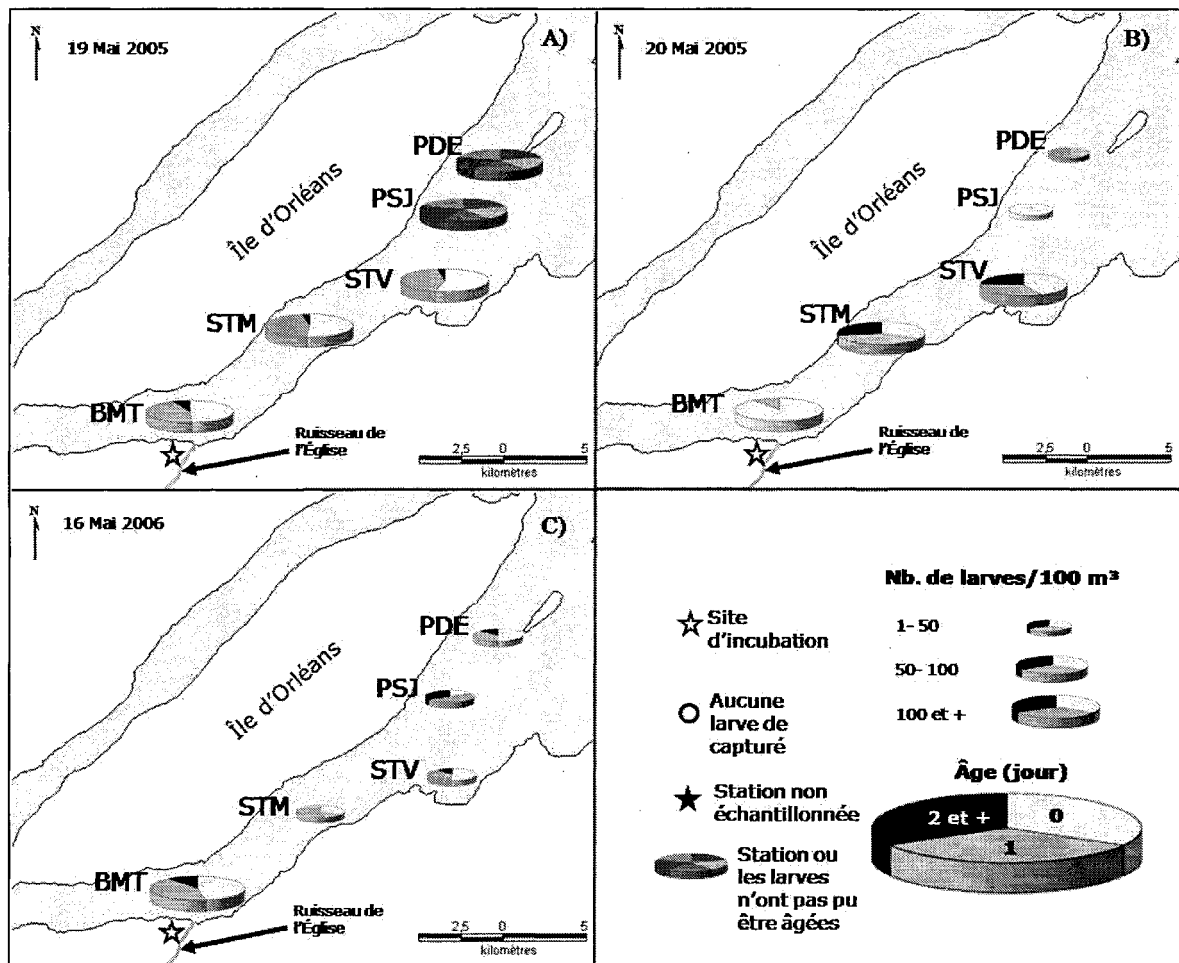 N
19 Mai 2005
A)
PDE
PSJ
Île d'Orléans
STV
STM
BMT
Ruisseau de
l'Église
2,5 0 5
kilomètres
20 Mai 2005
B)
PDE
PSJ
Île d'Orléans
STV
STM
BMT
Ruisseau de
l'Église
2,5 0 5
kilomètres
N
16 Mai 2006
C)
PDE
PSJ
Île d'Orléans
STV
STM
BMT
Ruisseau de
l'Église
2,5 0 5
kilomètres
N
Nb. de larves/100 m³
Site
d'incubation
1-50
50-100
100 et +
Aucune
larve de
capturé
Âge (jour)
2 et +
0
1
Station non
échantillonnée
Station ou
les larves
n'ont pas pu
être âgées